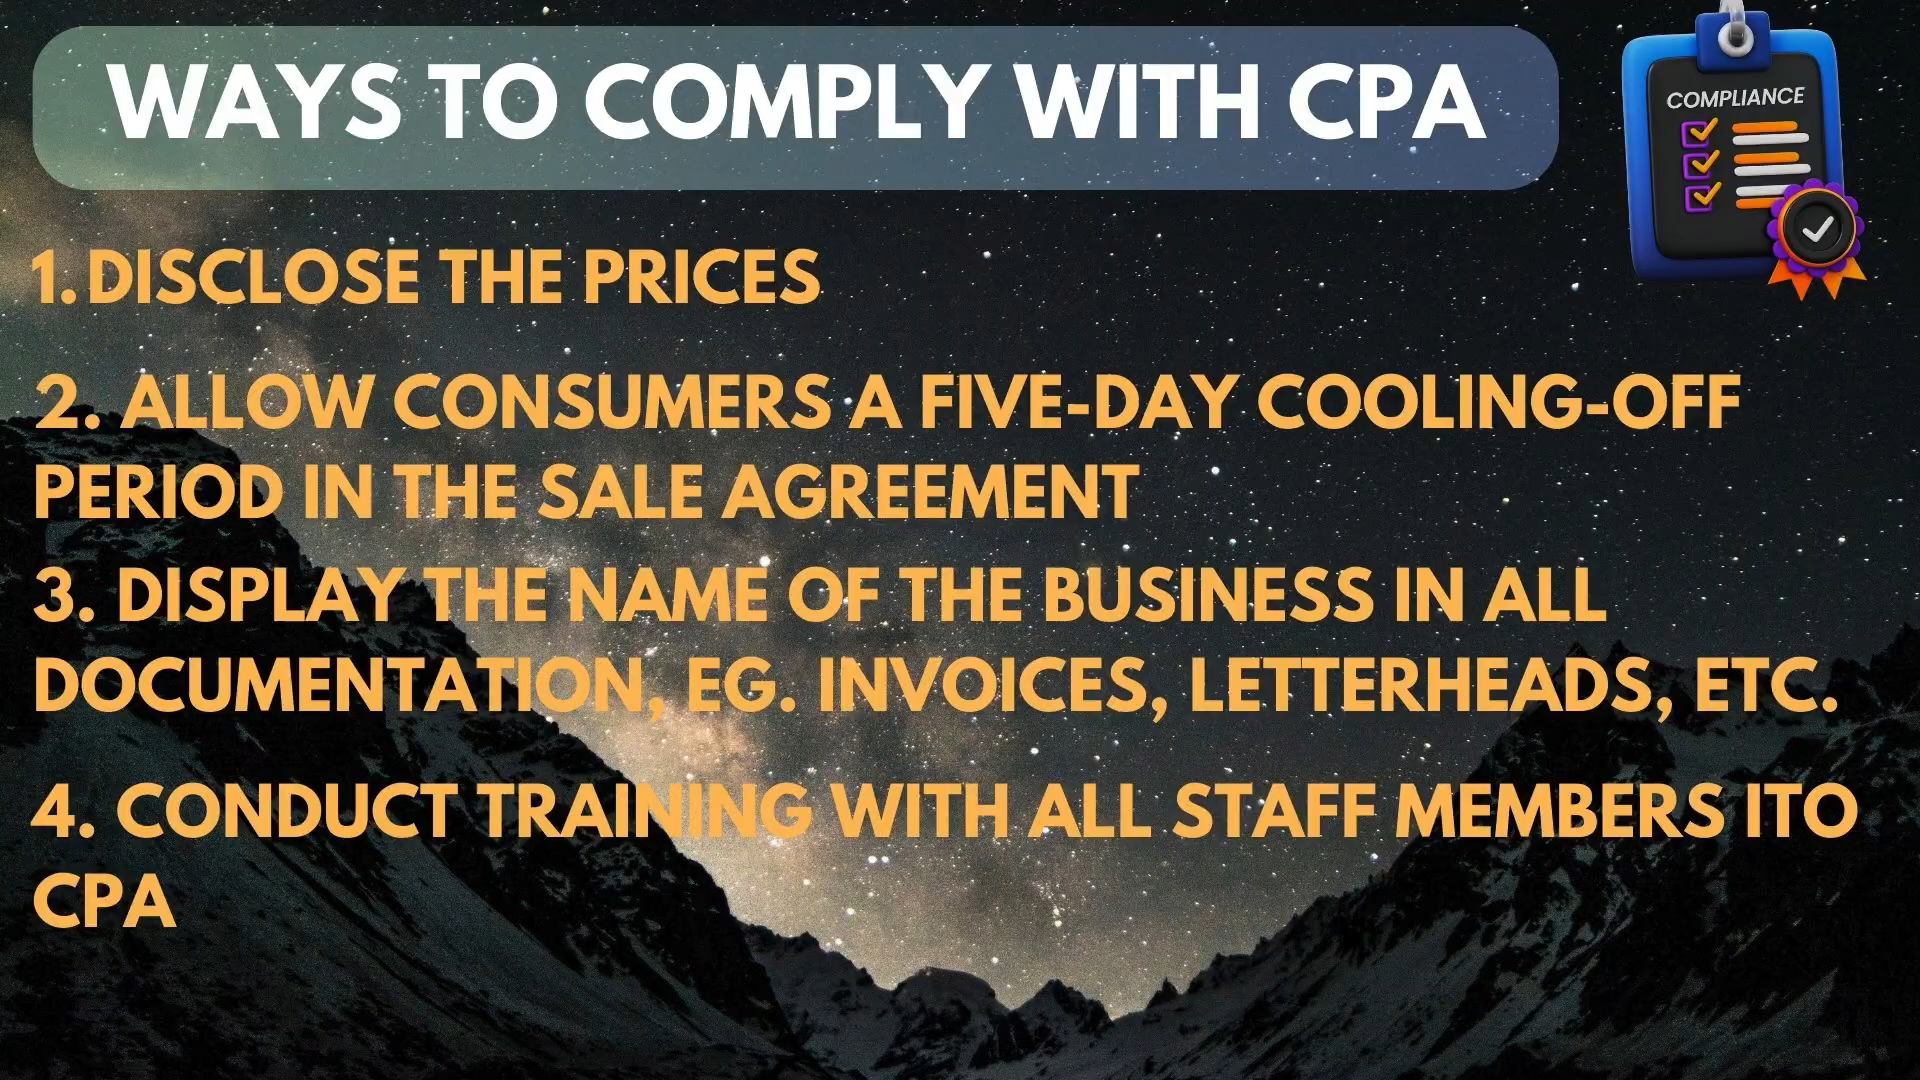 WAYS TO COMPLY WITH CPA
COMPLIANCE
1. DISCLOSE THE PRICES
2. ALLOW CONSUMERS A FIVE-DAY COOLING-OFF
PERIOD IN THE SALE AGREEMENT
3. DISPLAY THE NAME OF THE BUSINESS IN ALL
DOCUMENTATION, EG. INVOICES, LETTERHEADS, ETC.
4. CONDUCT TRAINING WITH ALL STAFF MEMBERS ITO
CPA